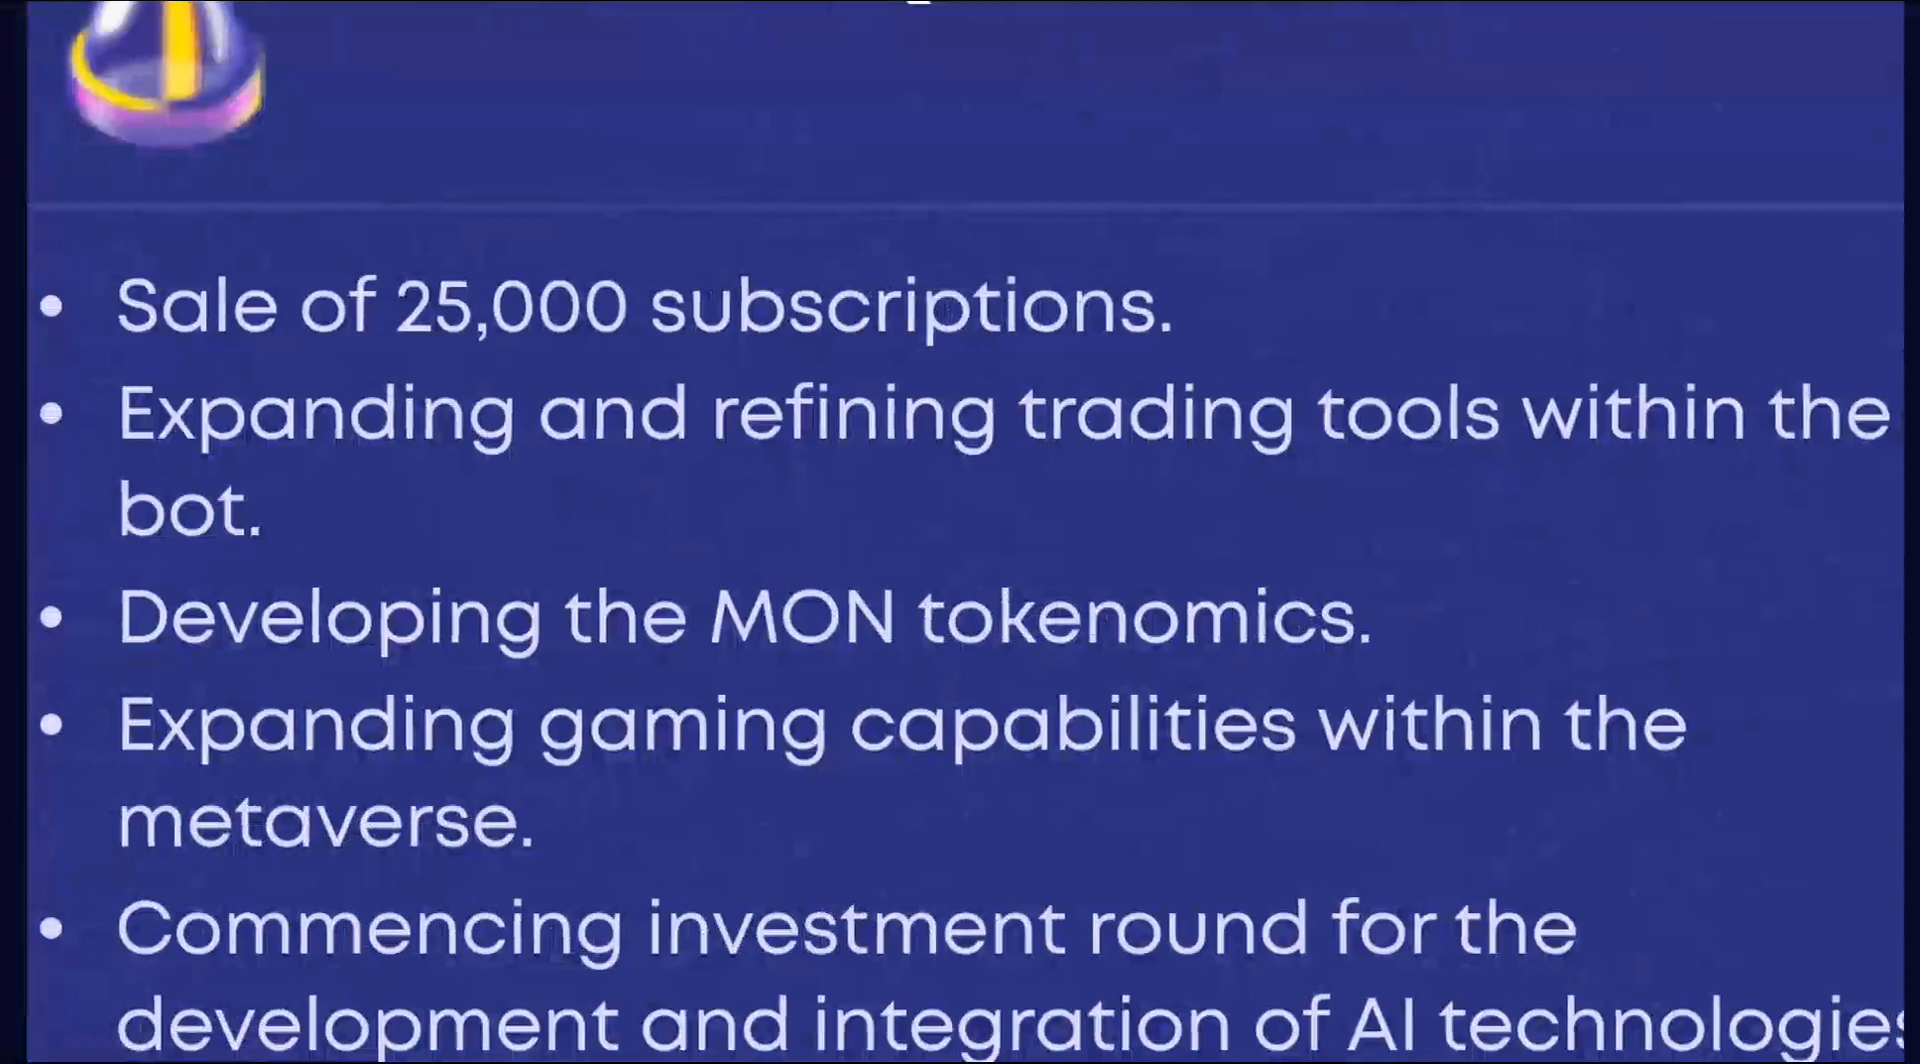 • Sale of 25,000 subscriptions.
• Expanding and refining trading tools within the
bot.
• Developing the MON tokenomics.
• Expanding gaming capabilities within the
metaverse.
• Commencing investment round for the
development and integration of AI technologies